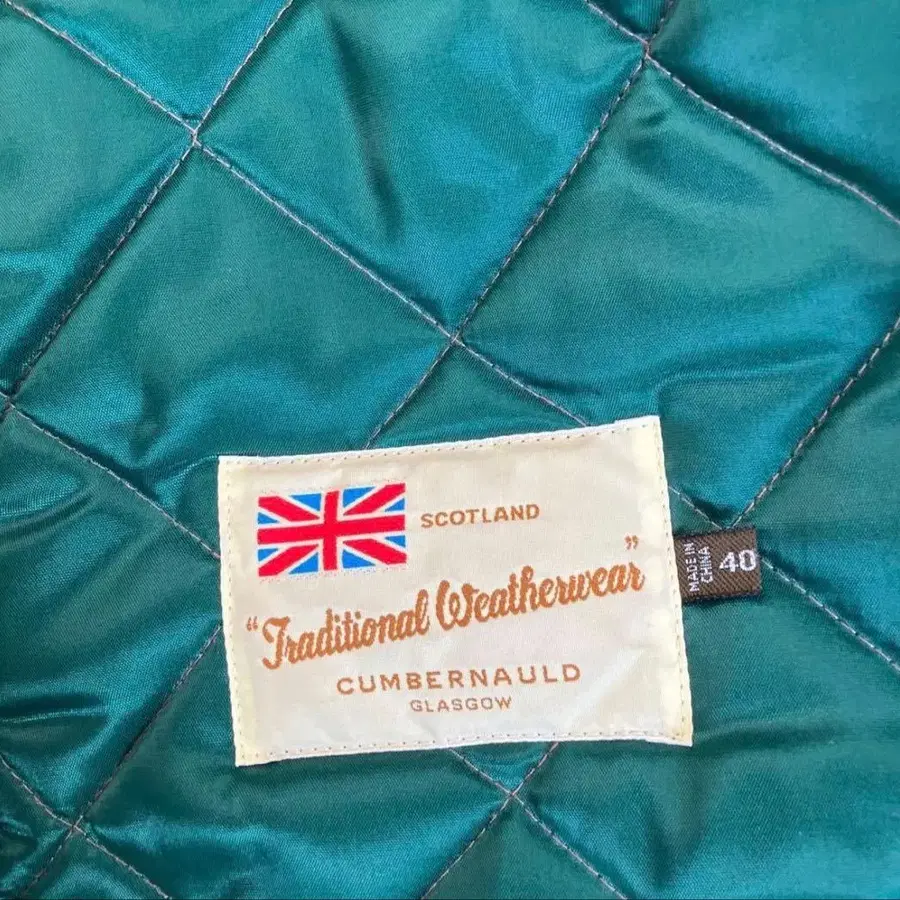 SCOTLAND
"Traditional Weatherwear"
CUMBERNAULD
GLASGOW
MADE IN
CHINA
40